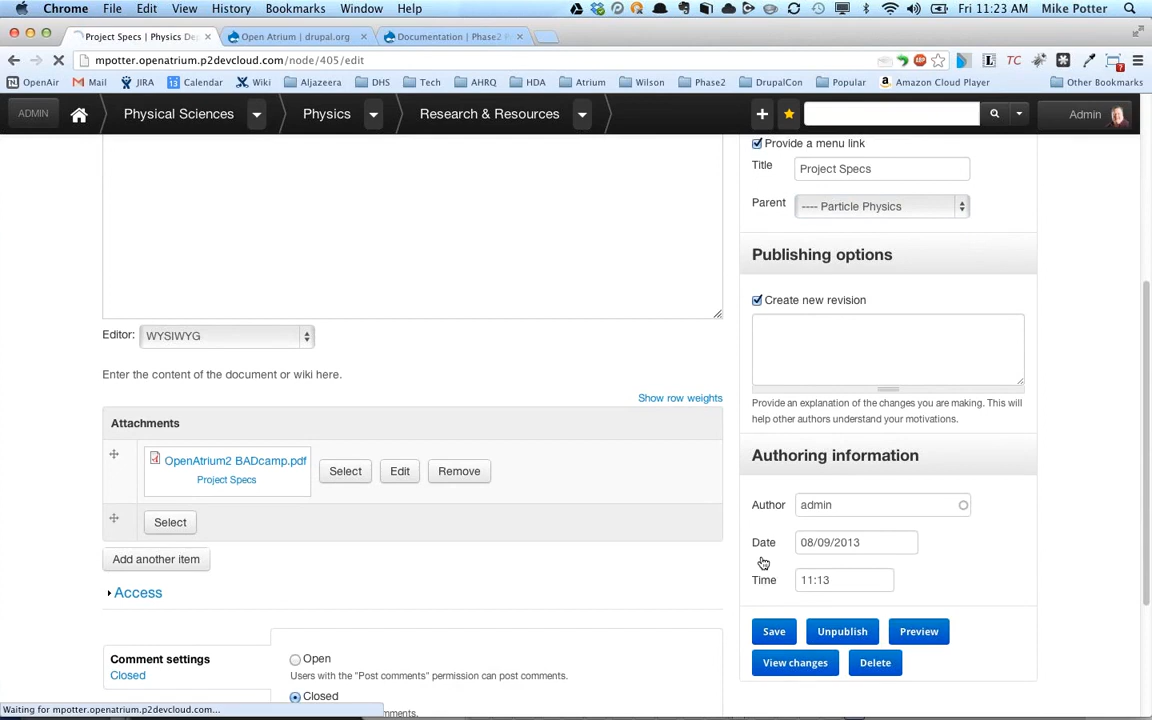 Chrome File Edit View History Bookmarks Window Help Fri 11:23 AM Mike Potter
Project Specs | Physics De Open Atrium | drupal.org Documentation | Phase2
mpotter.openatrium.p2devcloud.com/node/405/edit
OpenAir Mail JIRA Calendar Wiki Aljazeera DHS Tech AHRQ HDA Atrium Wilson Phase2 DrupalCon Popular Amazon Cloud Player Other Bookmarks
ADMIN Physical Sciences Physics Research & Resources Admin
Provide a menu link
Title Project Specs
Parent ---- Particle Physics
Publishing options
Create new revision
Provide an explanation of the changes you are making. This will
help other authors understand your motivations.
Authoring information
Author admin
Date 08/09/2013
Time 11:13
Save Unpublish Preview
View changes Delete
Editor: WYSIWYG
Enter the content of the document or wiki here.
Show row weights
Attachments
OpenAtrium2 BADcamp.pdf
Project Specs
Select Edit Remove
Select
Add another item
Access
Comment settings
Closed
Open
Users with the "Post comments" permission can post comments.
Closed
Waiting for mpotter.openatrium.p2devcloud.com...